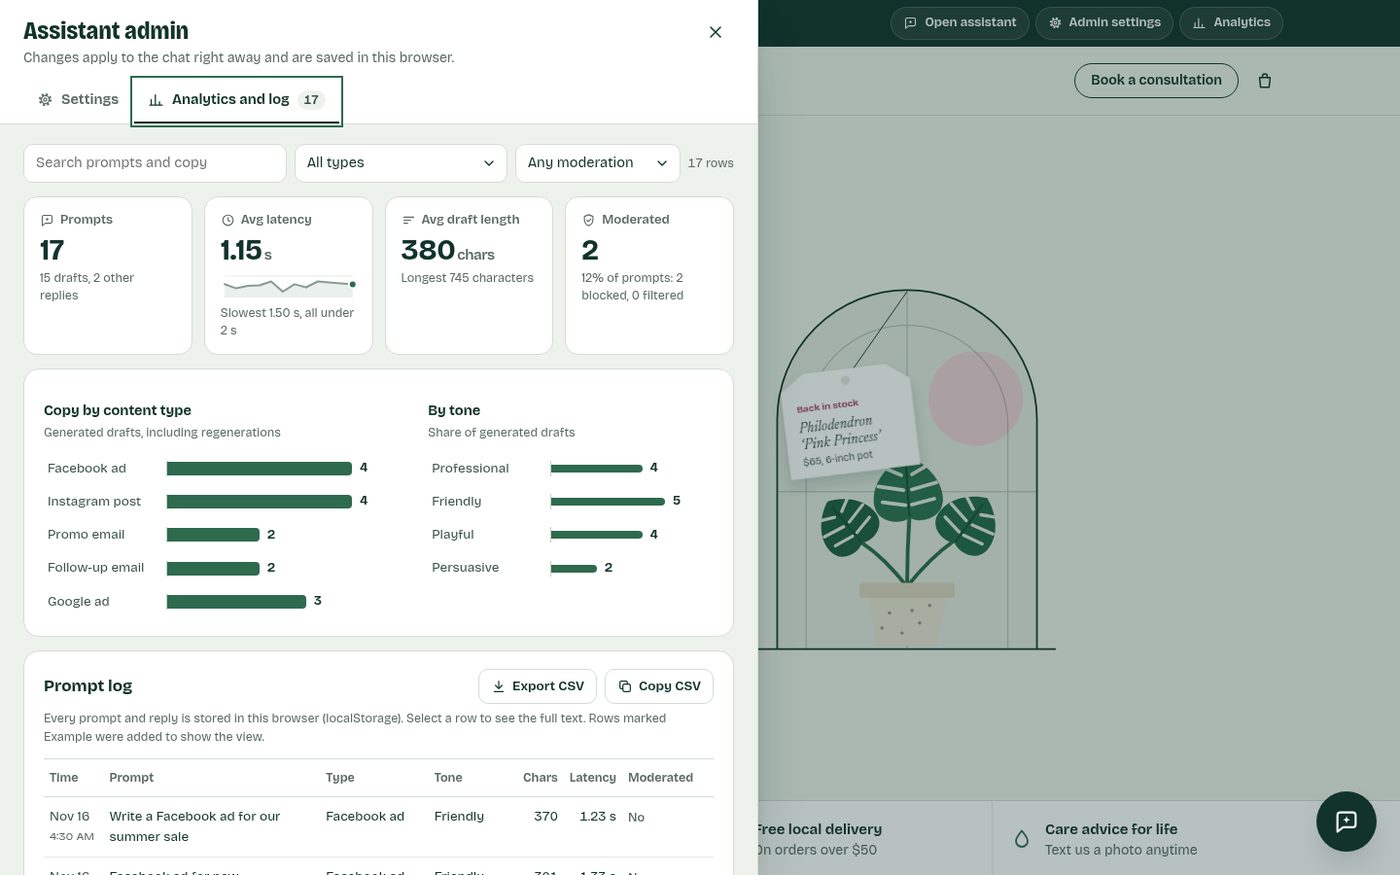 Assistant admin
Changes apply to the chat right away and are saved in this browser.
Settings
Analytics and log 17
Open assistant
Admin settings
Analytics
Book a consultation
Search prompts and copy
All types
Any moderation
17 rows
Prompts
17
15 drafts, 2 other
replies
Avg latency
1.15 s
Slowest 1.50 s, all under
2 s
Avg draft length
380 chars
Longest 745 characters
Moderated
2
12% of prompts: 2
blocked, 0 filtered
Copy by content type
Generated drafts, including regenerations
Facebook ad 4
Instagram post 4
Promo email 2
Follow-up email 2
Google ad 3
By tone
Share of generated drafts
Professional 4
Friendly 5
Playful 4
Persuasive 2
Back in stock
Philodendron
‘Pink Princess’
$65, 6-inch pot
Prompt log
Export CSV
Copy CSV
Every prompt and reply is stored in this browser (localStorage). Select a row to see the full text. Rows marked
Example were added to show the view.
Time Prompt Type Tone Chars Latency Moderated
Nov 16 Write a Facebook ad for our Facebook ad Friendly 370 1.23 s No
4:30 AM summer sale
Free local delivery
On orders over $50
Care advice for life
Text us a photo anytime